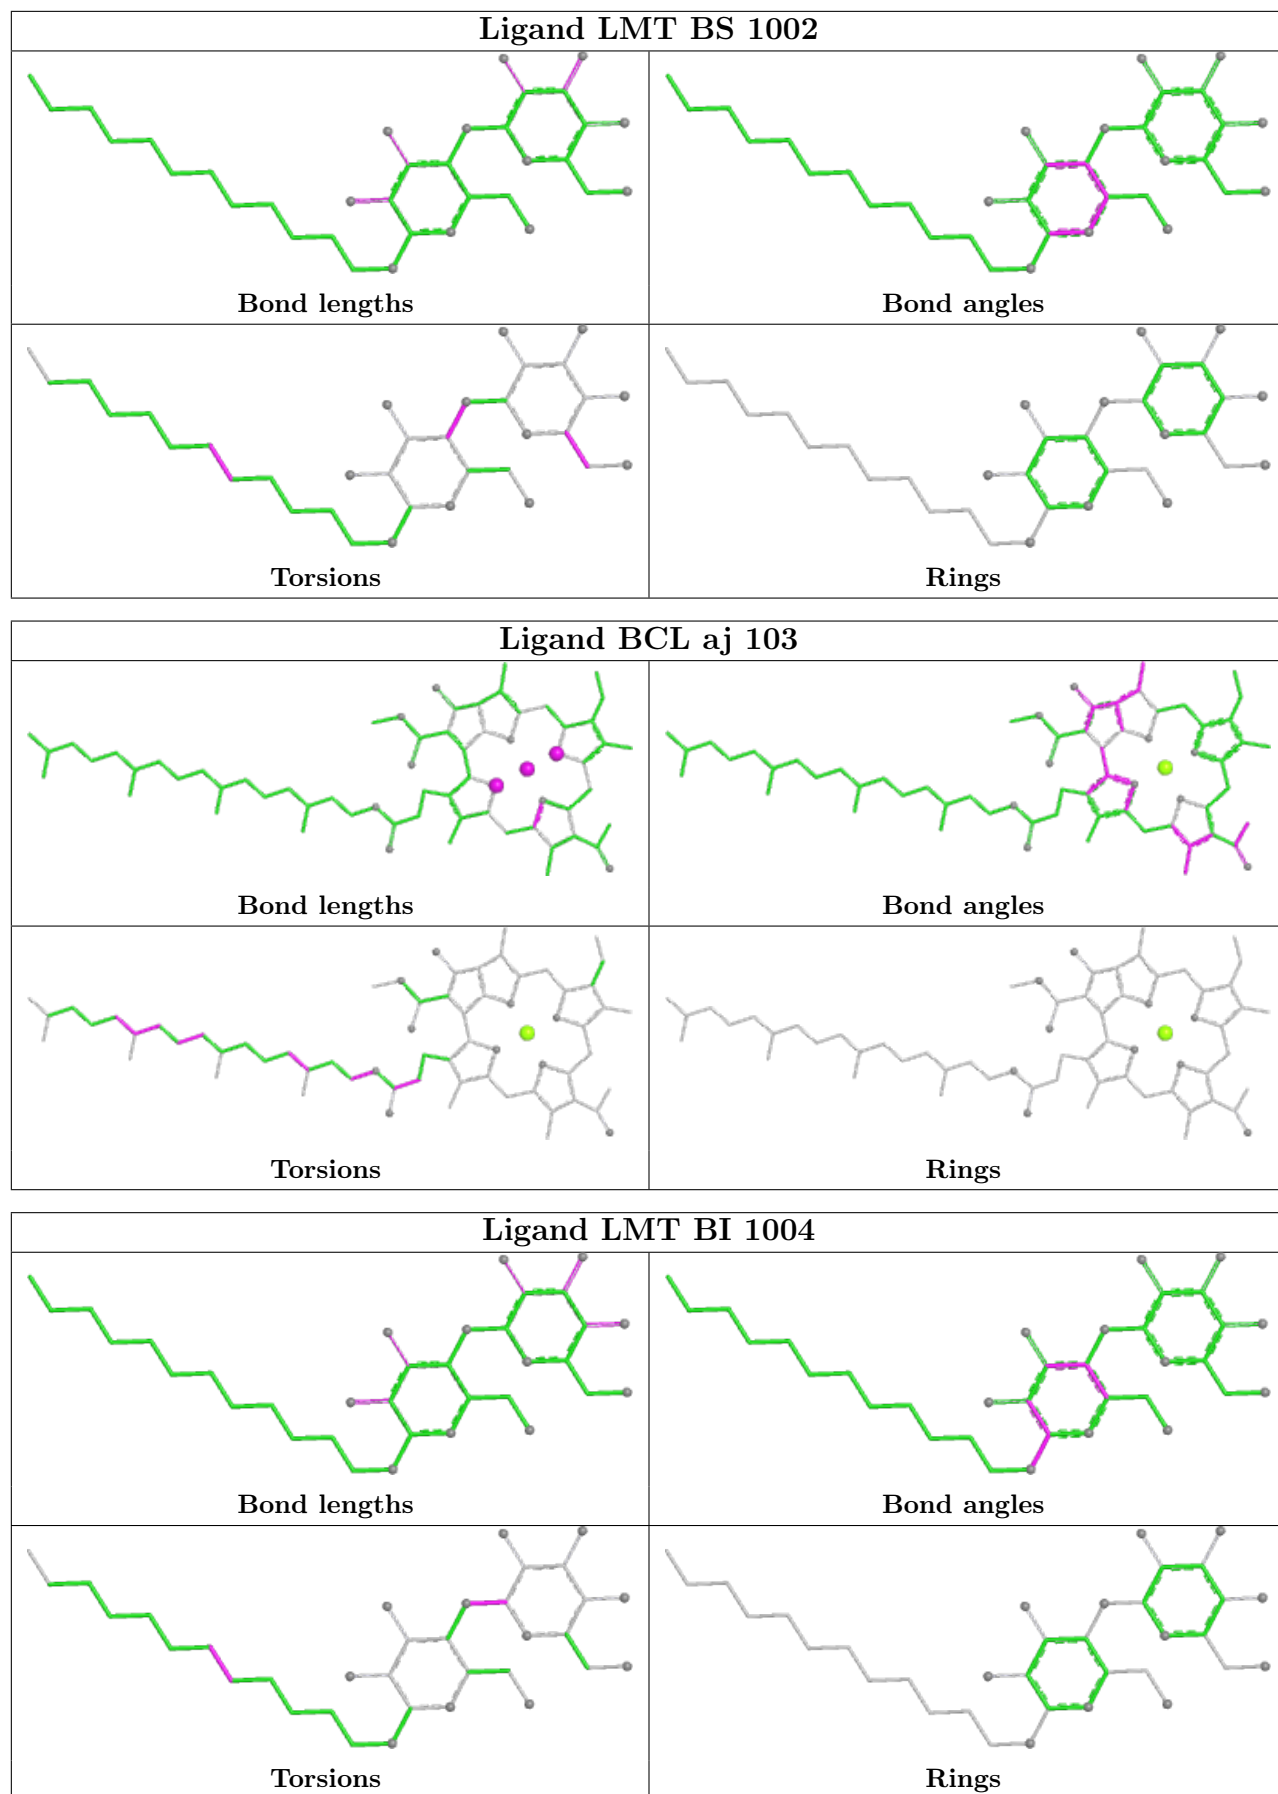 Ligand LMT BS 1002
Bond lengths
Bond angles
Torsions
Rings
Ligand BCL aj 103
Bond lengths
Bond angles
Torsions
Rings
Ligand LMT BI 1004
Bond lengths
Bond angles
Torsions
Rings